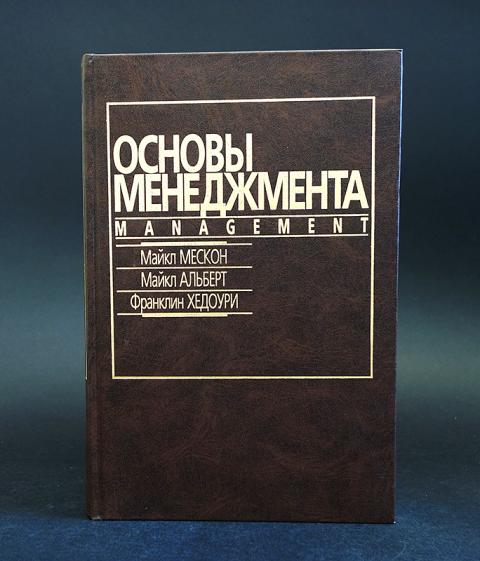 ОСНОВЫ
МЕНЕДЖМЕНТА
MANAGEMENT
Майкл МЕСКОН
Майкл АЛЬБЕРТ
Франклин ХЕДОУРИ